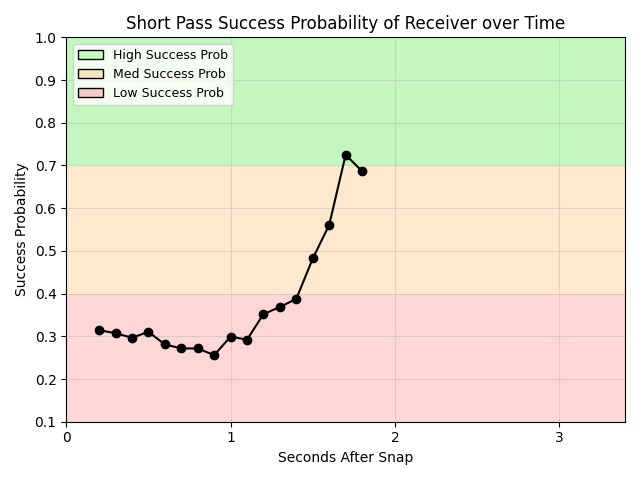 Short Pass Success Probability of Receiver over Time
1.0
0.9
0.8
0.7
0.6
0.5
0.4
0.3
0.2
0.1
Success Probability
High Success Prob
Med Success Prob
Low Success Prob
0 1 2 3
Seconds After Snap